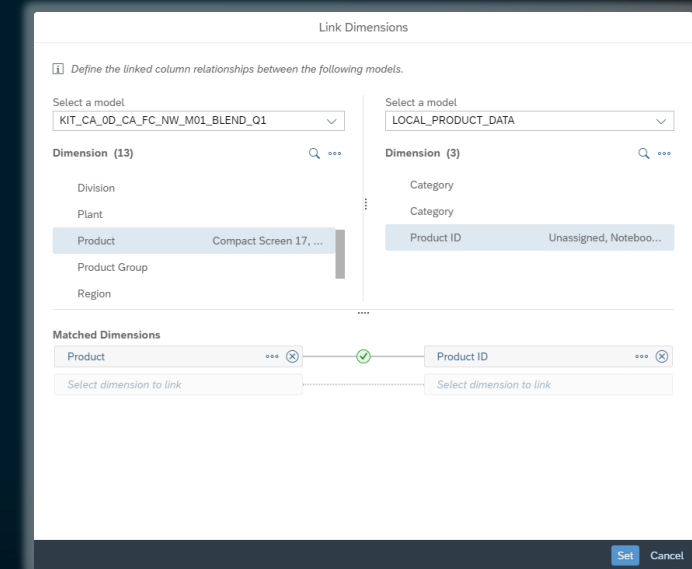 Link Dimensions
Define the linked column relationships between the following models.
Select a model
KIT_CA_0D_CA_FC_NW_M01_BLEND_Q1
Dimension (13)
Division
Plant
Product Compact Screen 17, ...
Product Group
Region
Select a model
LOCAL_PRODUCT_DATA
Dimension (3)
Category
Category
Product ID Unassigned, Noteboo...
Matched Dimensions
Product Product ID
Select dimension to link Select dimension to link
Set Cancel